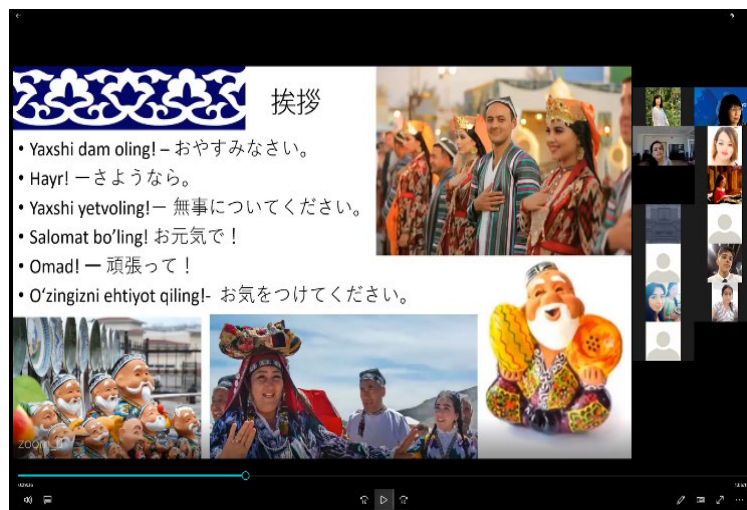 挨拶
• Yaxshi dam oling! – おやすみなさい。
• Hayr! ーさようなら。
• Yaxshi yetvoling!ー 無事についてください。
• Salomat bo’ling! お元気で！
• Omad! ー 頑張って！
• O‘zingizni ehtiyot qiling!- お気をつけてください。
zoom